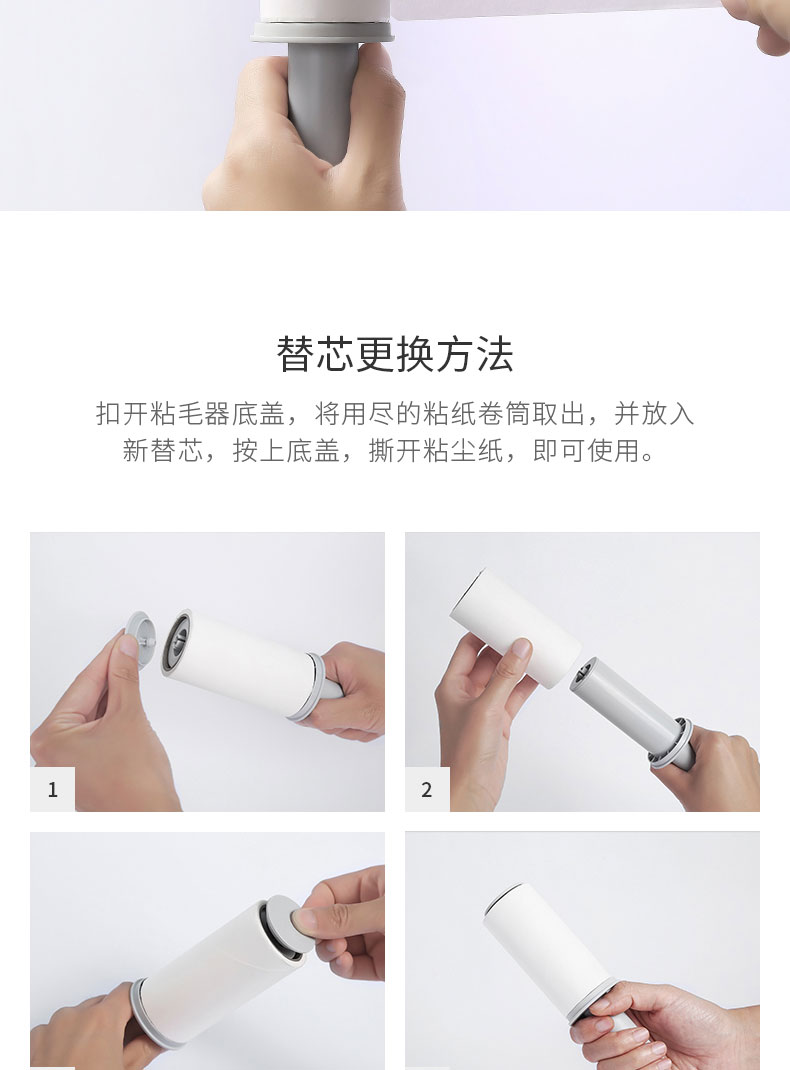 替芯更换方法
扣开粘毛器底盖，将用尽的粘纸卷筒取出，并放入
新替芯，按上底盖，撕开粘尘纸，即可使用。
1
2